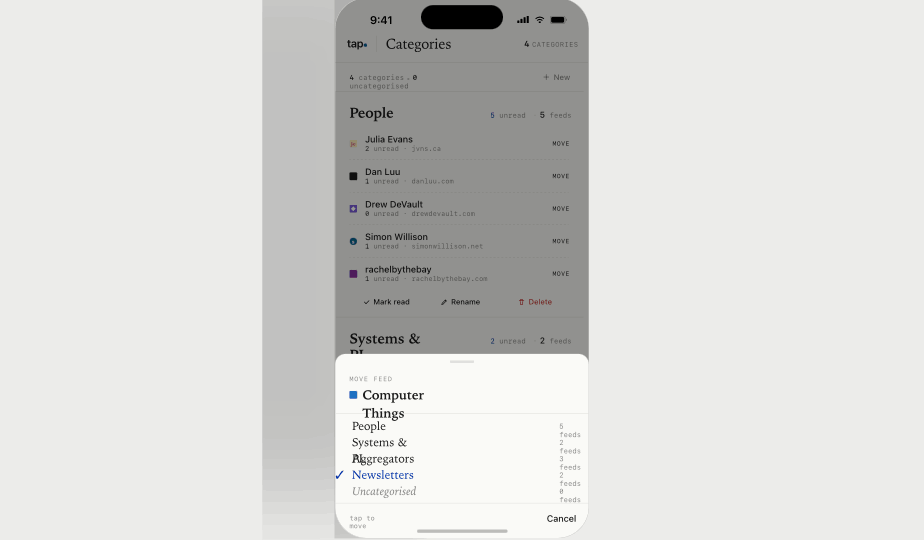 9:41
tap. Categories 4 CATEGORIES
4 categories · 0 uncategorised
+ New
People 5 unread 5 feeds
Julia Evans
2 unread · jvns.ca
MOVE
Dan Luu
1 unread · danluu.com
MOVE
Drew DeVault
0 unread · drewdevault.com
MOVE
Simon Willison
1 unread · simonwillison.net
MOVE
rachelbythebay
1 unread · rachelbythebay.com
MOVE
✓ Mark read Rename Delete
Systems & 2 unread 2 feeds
MOVE FEED
Computer
Things
People 5 feeds
Systems &
PL 2 feeds
Aggregators 3 feeds
✓ Newsletters 2 feeds
Uncategorised 0 feeds
tap to
move
Cancel